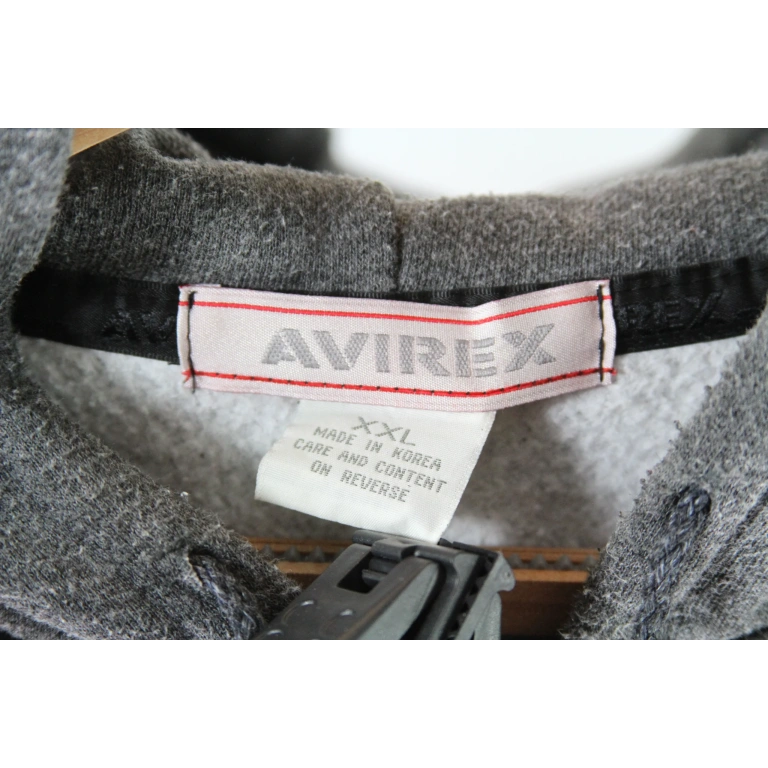 AVIREX
XXL
MADE IN KOREA
CARE AND CONTENT
ON REVERSE